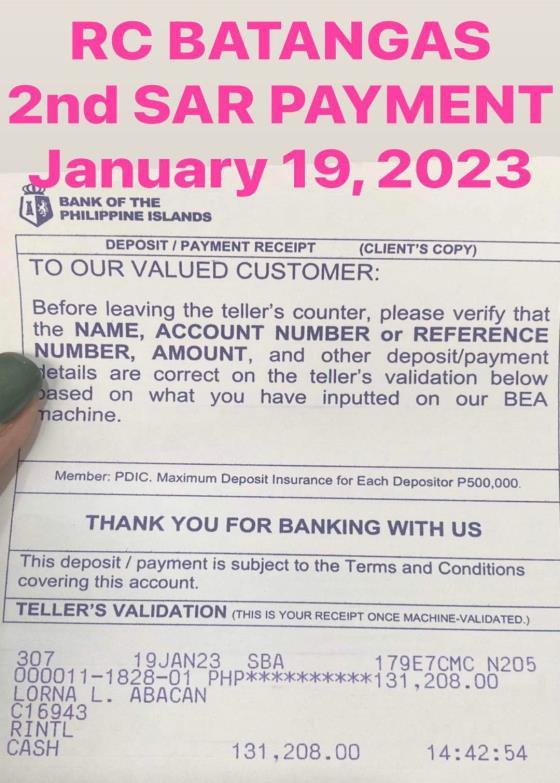 RC BATANGAS
2nd SAR PAYMENT
January 19, 2023
BANK OF THE
PHILIPPINE ISLANDS
DEPOSIT / PAYMENT RECEIPT (CLIENT'S COPY)
TO OUR VALUED CUSTOMER:
Before leaving the teller's counter, please verify that
the NAME, ACCOUNT NUMBER or REFERENCE
NUMBER, AMOUNT, and other deposit/payment
details are correct on the teller's validation below
based on what you have inputted on our BEA
machine.
Member: PDIC. Maximum Deposit Insurance for Each Depositor P500,000.
THANK YOU FOR BANKING WITH US
This deposit / payment is subject to the Terms and Conditions
covering this account.
TELLER'S VALIDATION (THIS IS YOUR RECEIPT ONCE MACHINE-VALIDATED.)
307 19JAN23 SBA 179E7CMC N205
000011-1828-01 PHP**********131,208.00
LORNA L. ABACAN
C16943
RINTL
CASH 131,208.00 14:42:54